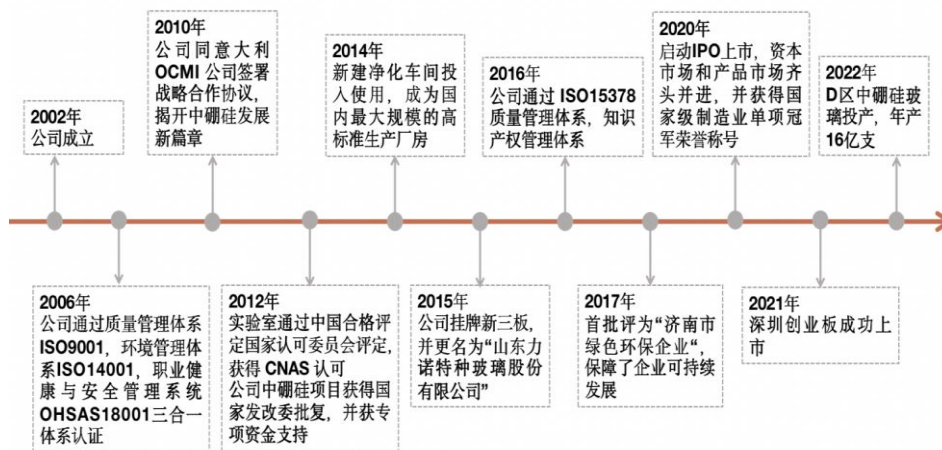 2002年
公司成立
2006年
公司通过质量管理体系
ISO9001，环境管理体
系ISO14001，职业健
康与安全管理系统
OHSAS18001三合一
体系认证
2010年
公司同意大利
OCMI 公司签署
战略合作协议，
揭开中硼硅发展
新篇章
2012年
实验室通过中国合格评
定国家认可委员会评定，
获得 CNAS 认可
公司中硼硅项目获得国
家发改委批复，并获专
项资金支持
2014年
新建净化车间投
入使用，成为国
内最大规模的高
标准生产厂房
2015年
公司挂牌新三板，
并更名为“山东力
诺特种玻璃股份
有限公司”
2016年
公司通过 ISO15378
质量管理体系，知识
产权管理体系
2017年
首批评为“济南市
绿色环保企业“，
保障了企业可持续
发展
2020年
启动IPO上市，资本
市场和产品市场齐
头并进，并获得国
家级制造业单项冠
军荣誉称号
2021年
深圳创业板成功上
市
2022年
D区中硼硅玻
璃投产，年产
16亿支